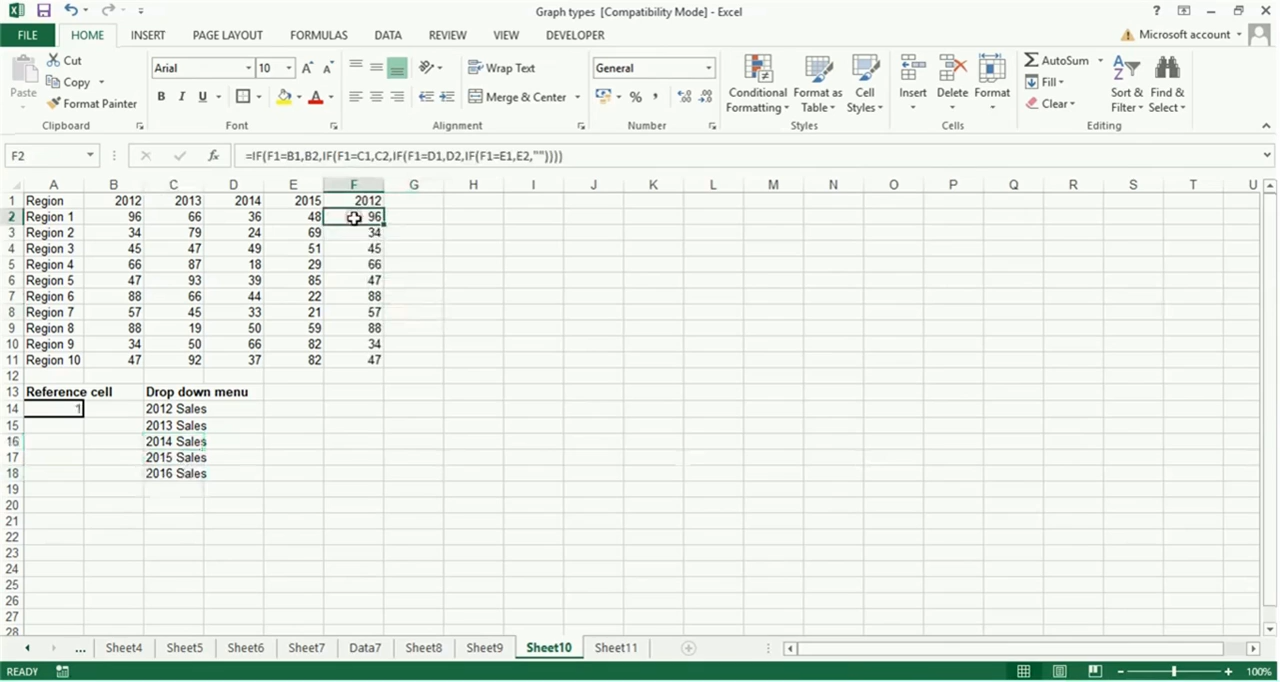 Graph types [Compatibility Mode] - Excel
FILE HOME INSERT PAGE LAYOUT FORMULAS DATA REVIEW VIEW DEVELOPER Microsoft account
Paste Cut Copy Format Painter
Arial 10
B I U A
Wrap Text
Merge & Center
General
Conditional Formatting
Format as Table
Cell Styles
Insert Delete Format
AutoSum
Fill
Clear
Sort & Filter
Find & Select
Clipboard Font Alignment Number Styles Cells Editing
F2 fx =IF(F1=B1,B2,IF(F1=C1,C2,IF(F1=D1,D2,IF(F1=E1,E2,""))))
A B C D E F G H I J K L M N O P Q R S T U
1 Region 2012 2013 2014 2015 2012
2 Region 1 96 66 36 48 96
3 Region 2 34 79 24 69 34
4 Region 3 45 47 49 51 45
5 Region 4 66 87 18 29 66
6 Region 5 47 93 39 85 47
7 Region 6 88 66 44 22 88
8 Region 7 57 45 33 21 57
9 Region 8 88 19 50 59 88
10 Region 9 34 50 66 82 34
11 Region 10 47 92 37 82 47
12
13 Reference cell Drop down menu
14 1 2012 Sales
15 2013 Sales
16 2014 Sales
17 2015 Sales
18 2016 Sales
19
20
21
22
23
24
25
26
27
28
... Sheet4 Sheet5 Sheet6 Sheet7 Data7 Sheet8 Sheet9 Sheet10 Sheet11
READY 100%